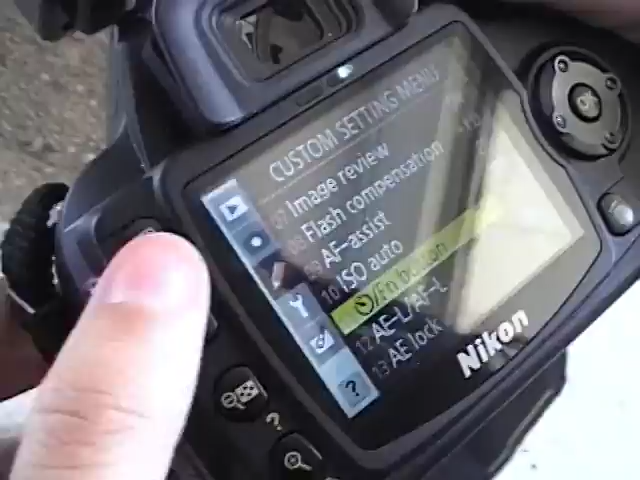 CUSTOM SETTING MENU
07 Image review
08 Flash compensation
09 AF-assist
10 ISO auto
/Fn button
12 AE-L/AF-L
13 AE lock
?
OK
Nikon
?